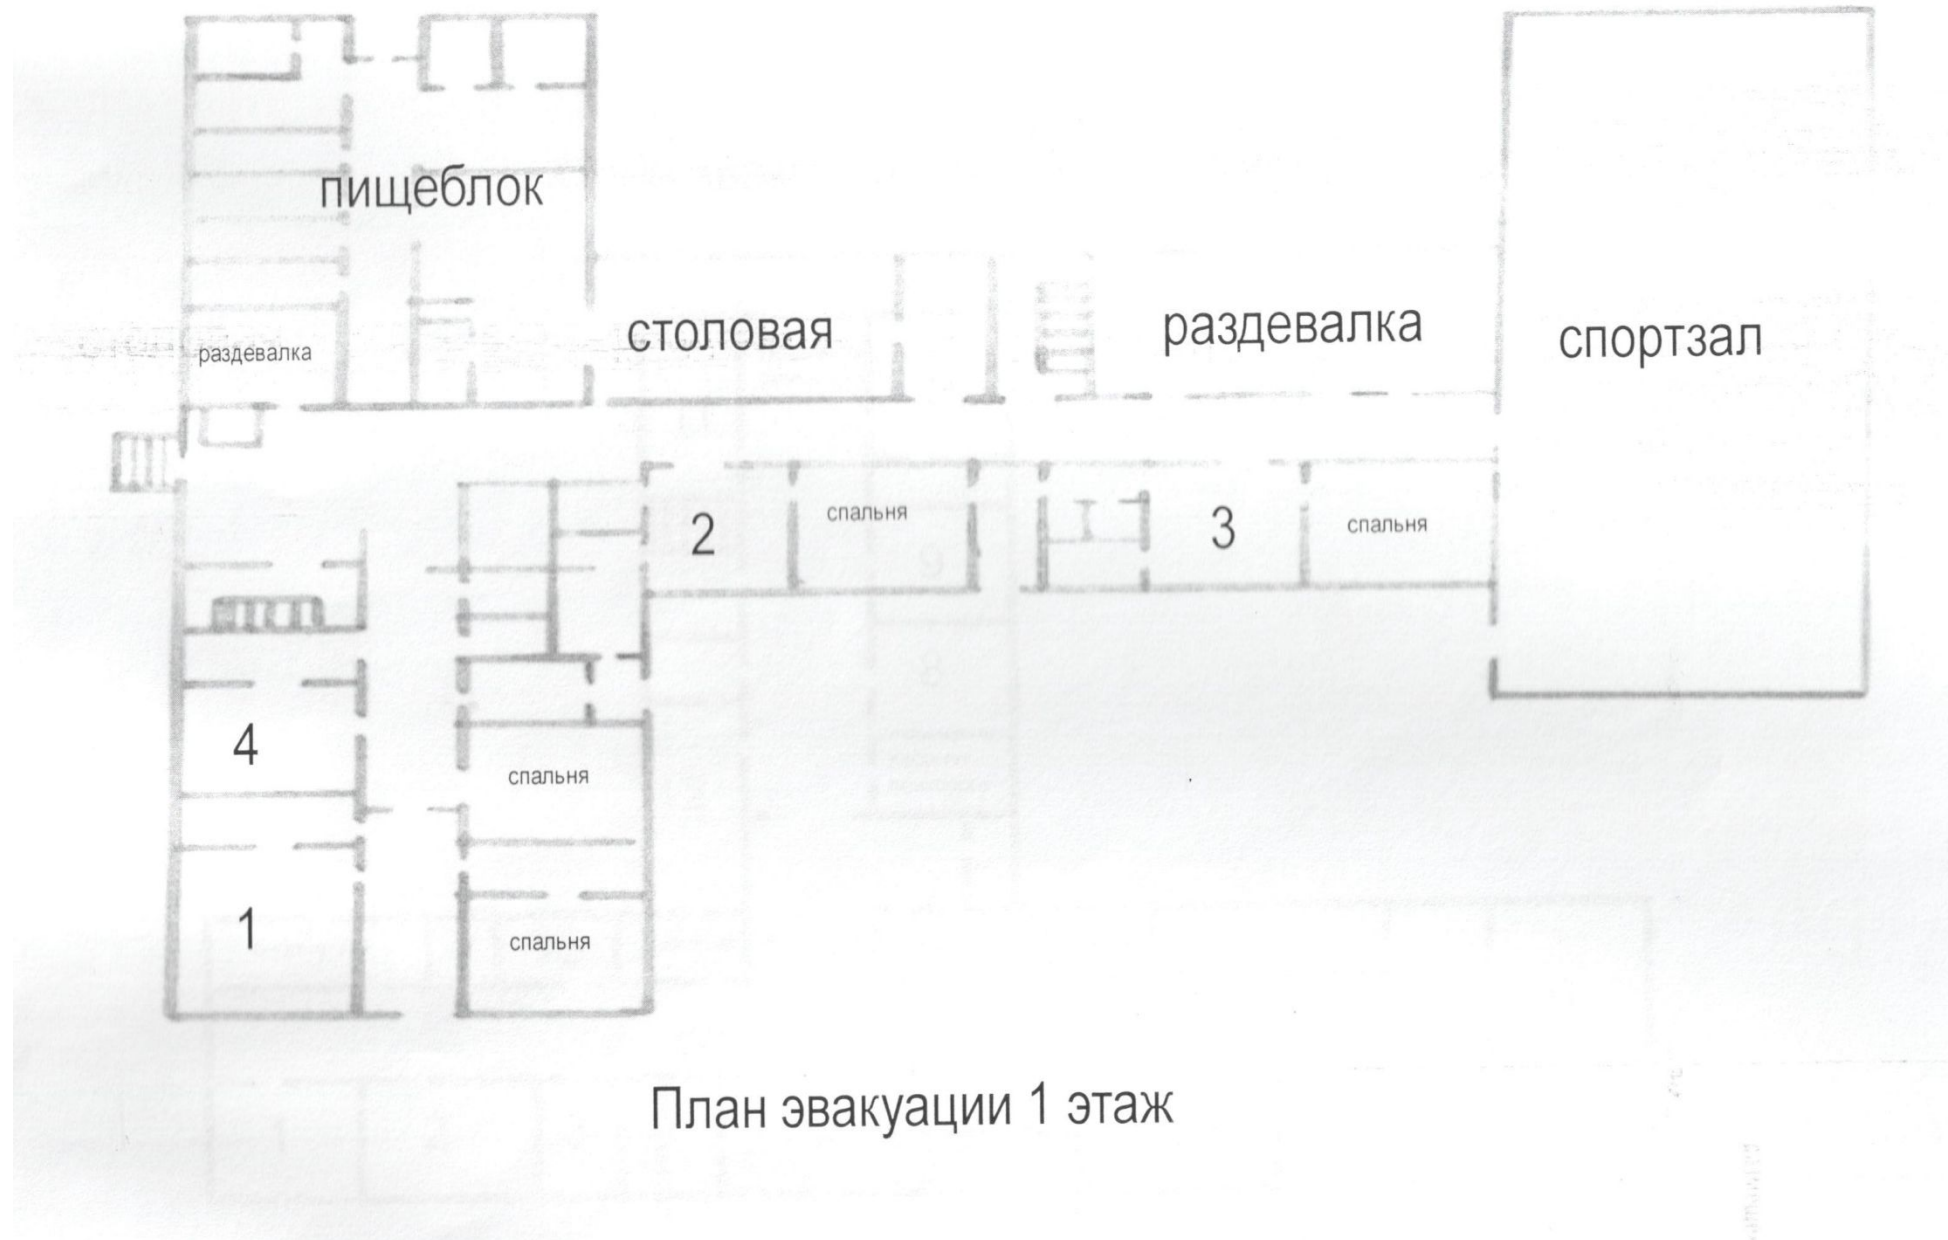 пищеблок
столовая
раздевалка
спортзал
раздевалка
2
спальня
3
спальня
4
спальня
1
спальня
План эвакуации 1 этаж